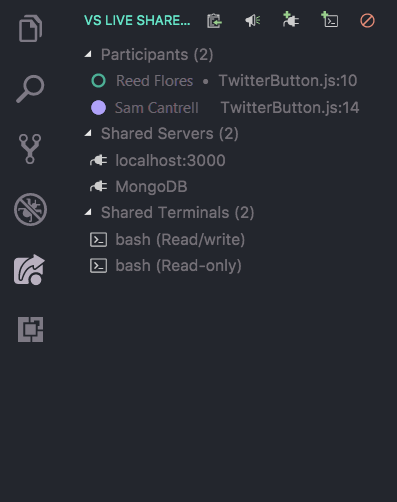 VS LIVE SHARE...
Participants (2)
Reed Flores • TwitterButton.js:10
Sam Cantrell TwitterButton.js:14
Shared Servers (2)
localhost:3000
MongoDB
Shared Terminals (2)
bash (Read/write)
bash (Read-only)